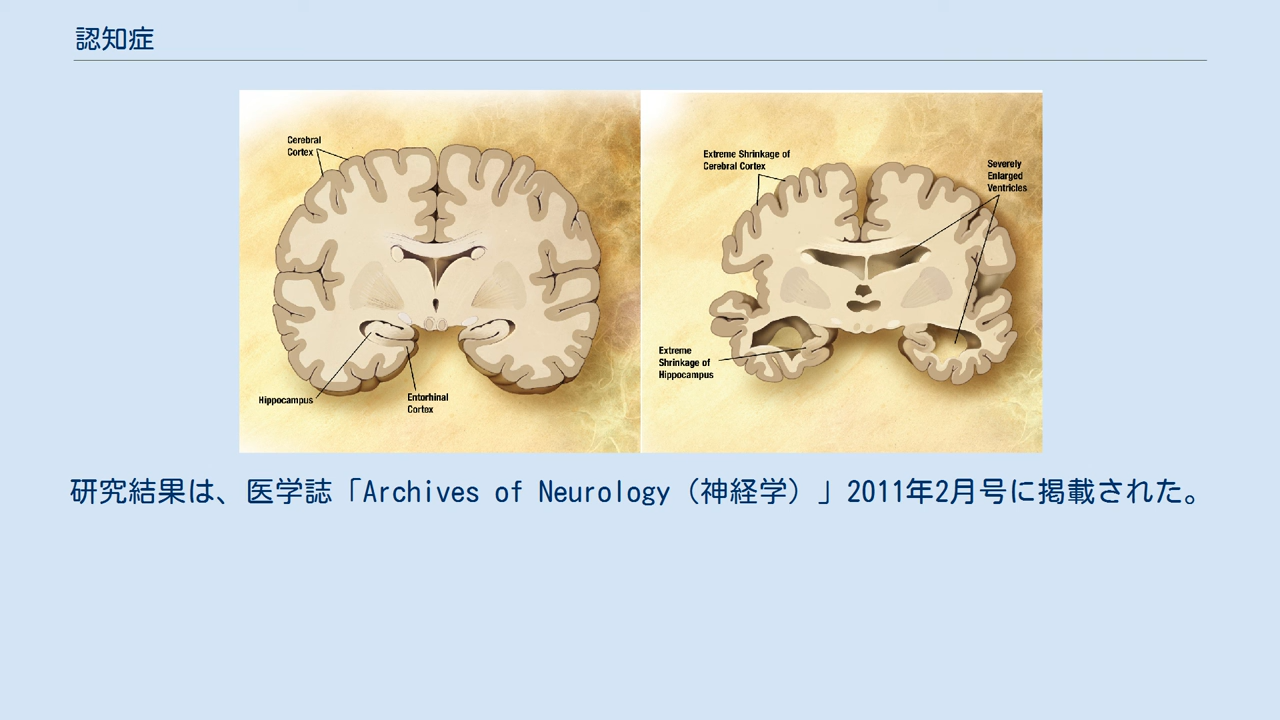 認知症
Cerebral
Cortex
Hippocampus
Entorhinal
Cortex
Extreme Shrinkage of
Cerebral Cortex
Severely
Enlarged
Ventricles
Extreme
Shrinkage of
Hippocampus
研究結果は、医学誌「Archives of Neurology（神経学）」2011年2月号に掲載された。